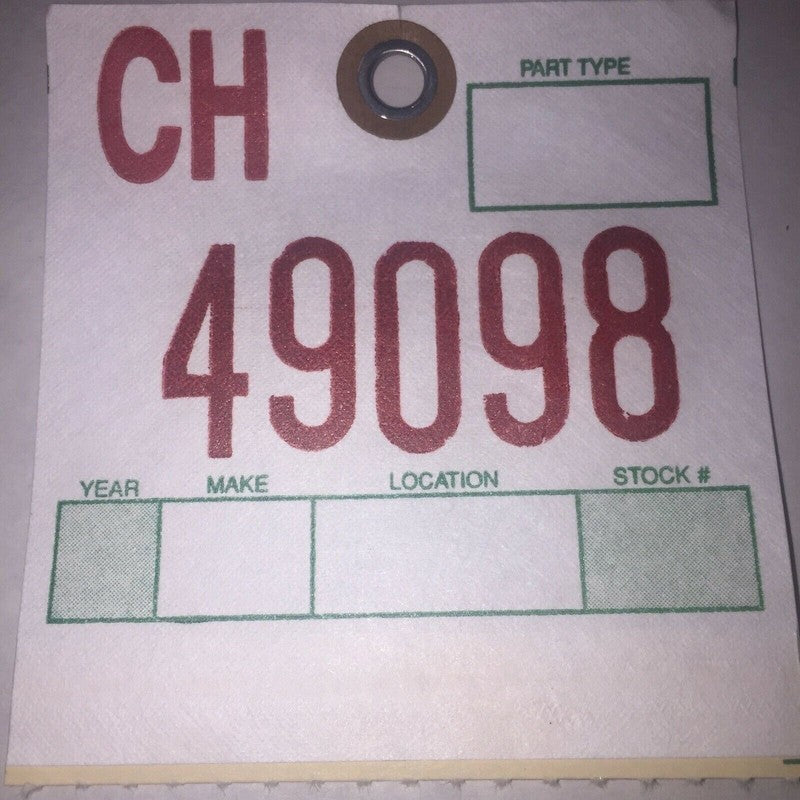 CH
PART TYPE
49098
YEAR MAKE LOCATION STOCK #